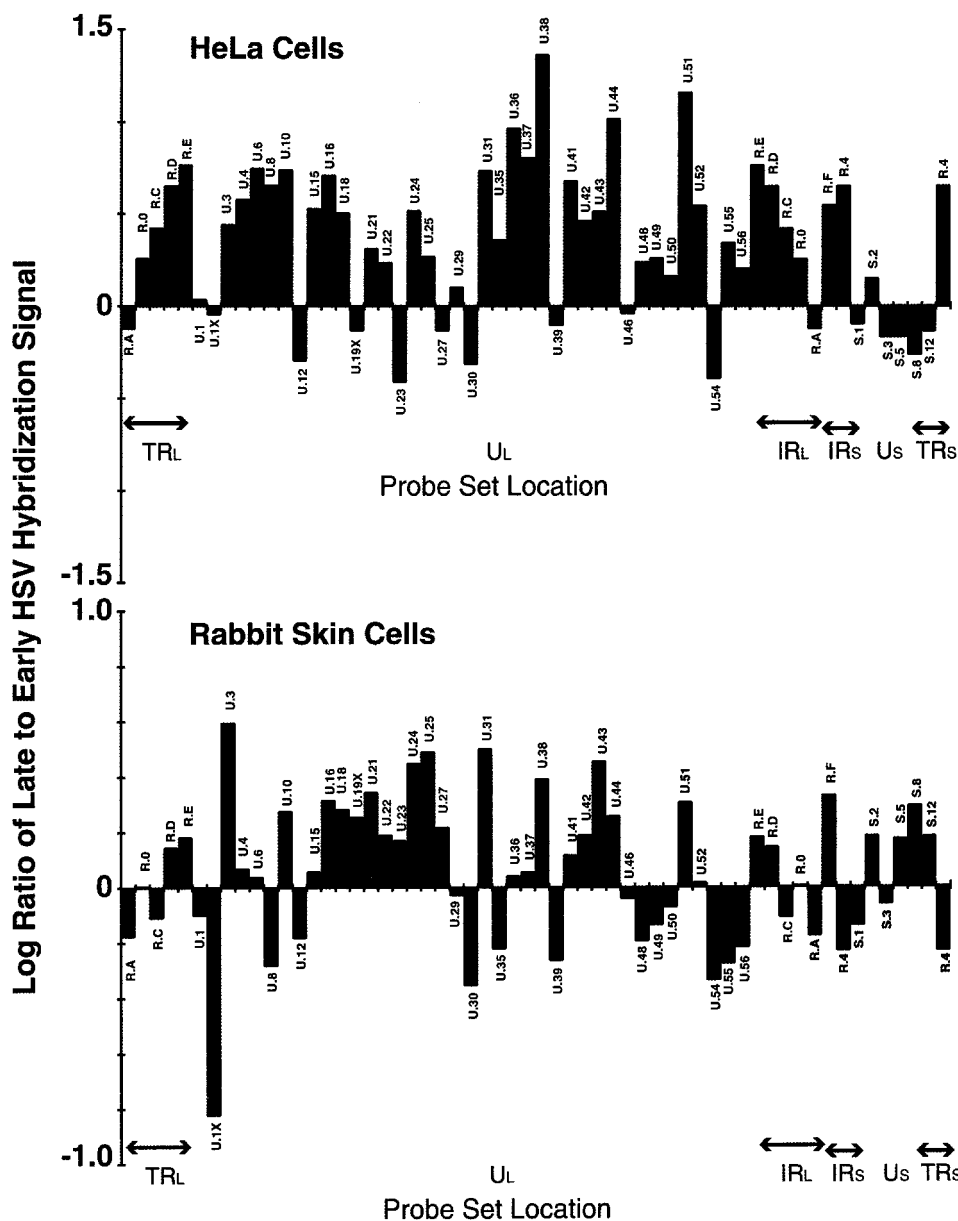 Log Ratio of Late to Early HSV Hybridization Signal
1.5
HeLa Cells
0
-1.5
R.A
R.0
R.C
R.D
R.E
U.1
U.1X
U.3
U.4
U.6
U.8
U.10
U.12
U.15
U.16
U.18
U.19X
U.21
U.22
U.23
U.24
U.25
U.27
U.29
U.30
U.31
U.35
U.36
U.37
U.38
U.39
U.41
U.42
U.43
U.44
U.46
U.48
U.49
U.50
U.51
U.52
U.54
U.55
U.56
R.E
R.D
R.C
R.0
R.A
R.F
R.4
S.1
S.2
S.3
S.5
S.8
S.12
R.4
TRL
UL
IRL
IRS
US
TRS
Probe Set Location
1.0
Rabbit Skin Cells
0
-1.0
R.A
R.0
R.C
R.D
R.E
U.1
U.1X
U.3
U.4
U.6
U.8
U.10
U.12
U.15
U.16
U.18
U.19X
U.21
U.22
U.23
U.24
U.25
U.27
U.29
U.30
U.31
U.35
U.36
U.37
U.38
U.39
U.41
U.42
U.43
U.44
U.46
U.48
U.49
U.50
U.51
U.52
U.54
U.55
U.56
R.E
R.D
R.C
R.0
R.A
R.F
R.4
S.1
S.2
S.3
S.5
S.8
S.12
R.4
TRL
UL
IRL
IRS
US
TRS
Probe Set Location